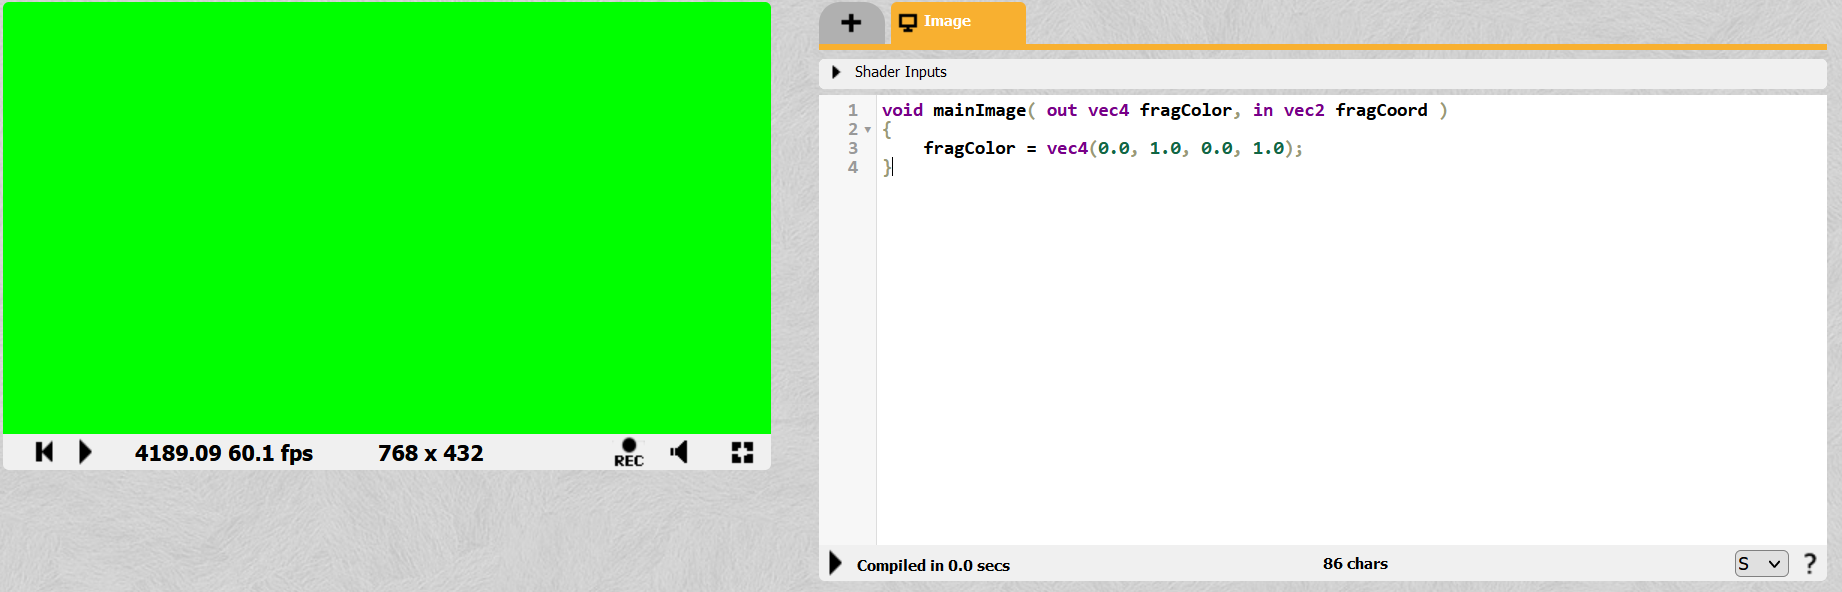 4189.09 60.1 fps 768 x 432 REC
+ Image
Shader Inputs
1 void mainImage( out vec4 fragColor, in vec2 fragCoord )
2 {
3     fragColor = vec4(0.0, 1.0, 0.0, 1.0);
4 }
Compiled in 0.0 secs 86 chars S ?